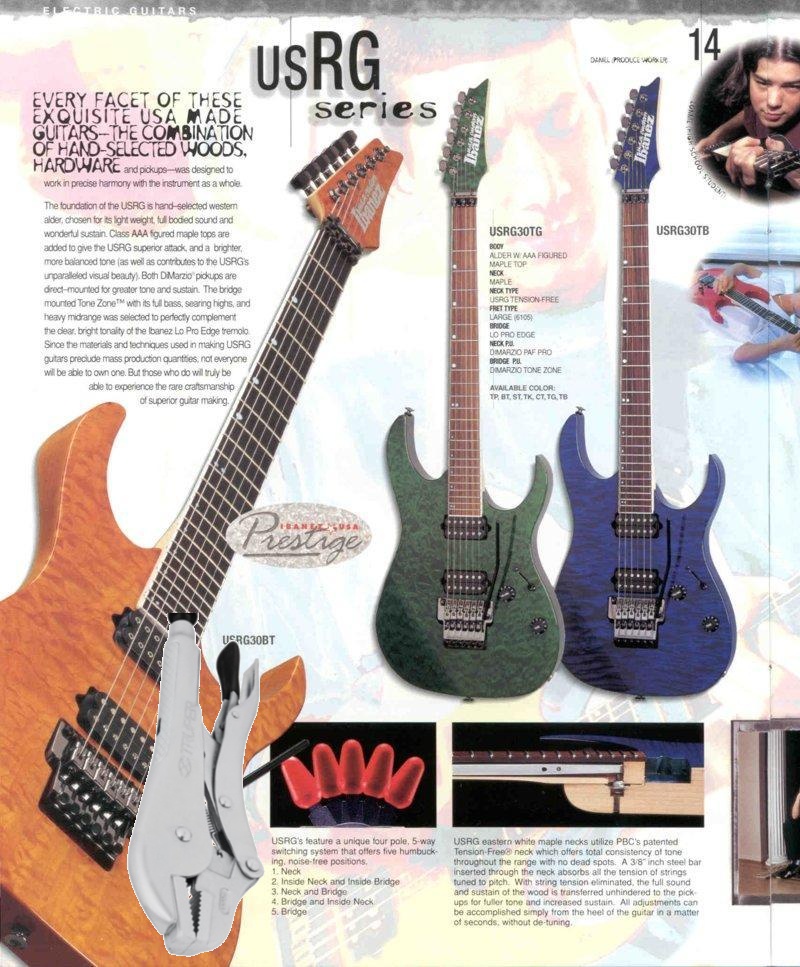 ELECTRIC GUITARS
14
USRG
series
EVERY FACET OF THESE
EXQUISITE USA MADE
GUITARS—THE COMBINATION
OF HAND-SELECTED WOODS,
HARDWARE and pickups—was designed to
work in precise harmony with the instrument as a whole.
The foundation of the USRG is hand-selected western
alder, chosen for its light weight, full bodied sound and
wonderful sustain. Class AAA figured maple tops are
added to give the USRG superior attack, and a brighter,
more balanced tone (as well as contributes to the USRG's
unparalleled visual beauty). Both DiMarzio® pickups are
direct-mounted for greater tone and sustain. The bridge
mounted Tone Zone™ with its full bass, searing highs, and
heavy midrange was selected to perfectly complement
the clear, bright tonality of the Ibanez Lo Pro Edge tremolo.
Since the materials and techniques used in making USRG
guitars preclude mass production quantities, not everyone
will be able to own one. But those who do will truly be
able to experience the rare craftsmanship
of superior guitar making.
DANIEL (PRODUCE WORKER)
Ibanez
Ibanez
Ibanez
USRG30TG
BODY
ALDER W/ AAA FIGURED
MAPLE TOP
NECK
MAPLE
NECK TYPE
USRG TENSION-FREE
FRET TYPE
LARGE (6105)
BRIDGE
LO PRO EDGE
NECK P.U.
DIMARZIO PAF PRO
BRIDGE P.U.
DIMARZIO TONE ZONE
AVAILABLE COLOR:
TP, BT, ST, TK, CT, TG, TB
USRG30TB
IBANEZ USA
Prestige
USRG30BT
TRUPER
USRG's feature a unique four pole, 5-way
switching system that offers five humbuck-
ing, noise-free positions.
1. Neck
2. Inside Neck and Inside Bridge
3. Neck and Bridge
4. Bridge and Inside Neck
5. Bridge
USRG eastern white maple necks utilize PBC's patented
Tension-Free® neck which offers total consistency of tone
throughout the range with no dead spots. A 3/8" inch steel bar
inserted through the neck absorbs all the tension of strings
tuned to pitch. With string tension eliminated, the full sound
and sustain of the wood is transferred unhindered to the pick-
ups for fuller tone and increased sustain. All adjustments can
be accomplished simply from the heel of the guitar in a matter
of seconds, without de-tuning.